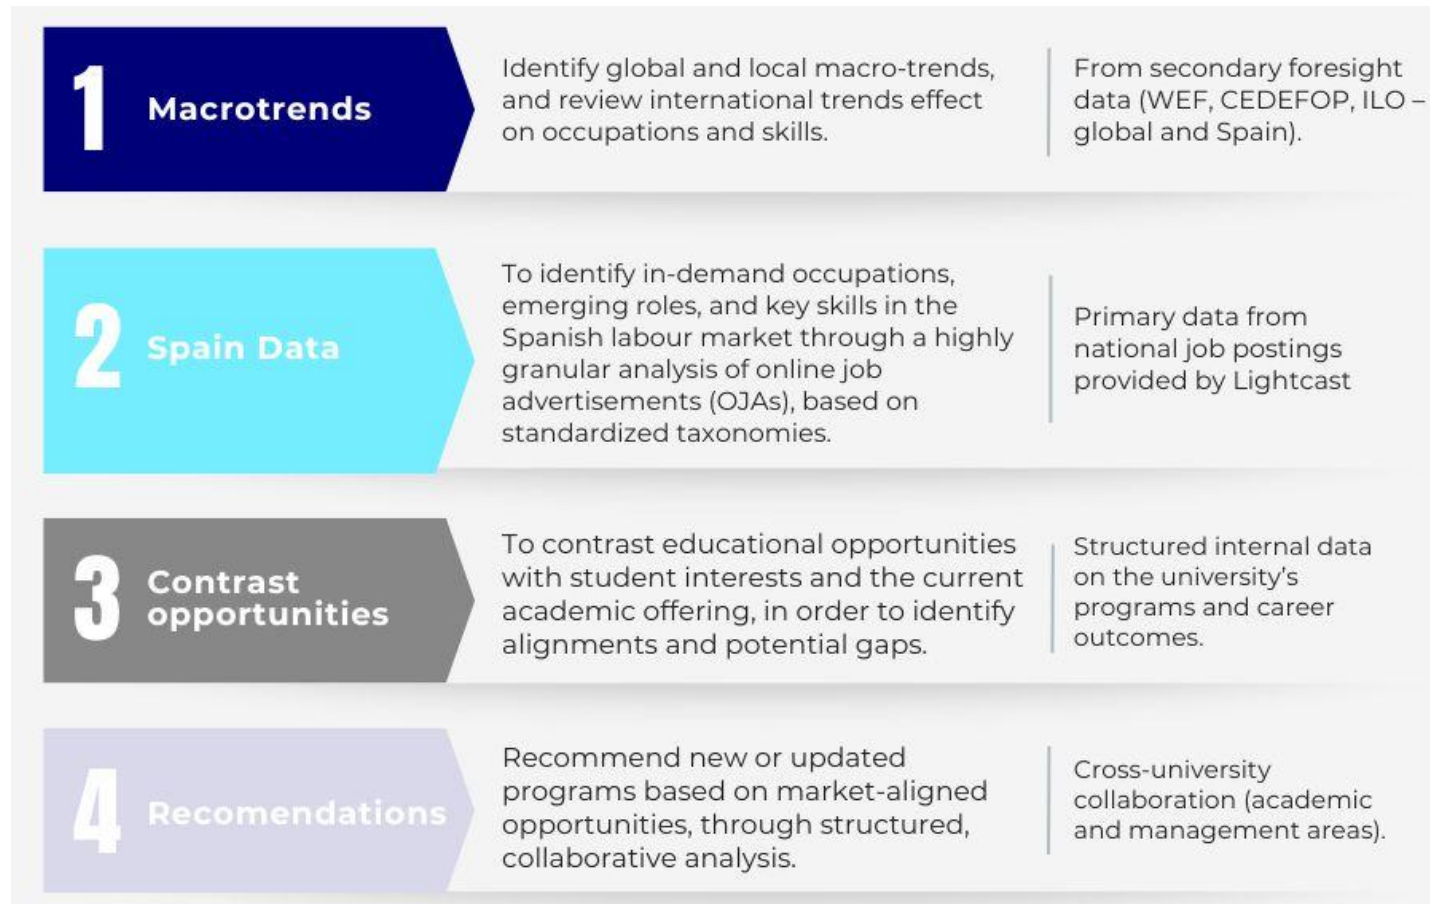 1
Macrotrends
Identify global and local macro-trends,
and review international trends effect
on occupations and skills.
From secondary foresight
data (WEF, CEDEFOP, ILO –
global and Spain).
2
Spain Data
To identify in-demand occupations,
emerging roles, and key skills in the
Spanish labour market through a highly
granular analysis of online job
advertisements (OJAs), based on
standardized taxonomies.
Primary data from
national job postings
provided by Lightcast
3
Contrast
opportunities
To contrast educational opportunities
with student interests and the current
academic offering, in order to identify
alignments and potential gaps.
Structured internal data
on the university’s
programs and career
outcomes.
4
Recomendations
Recommend new or updated
programs based on market-aligned
opportunities, through structured,
collaborative analysis.
Cross-university
collaboration (academic
and management areas).